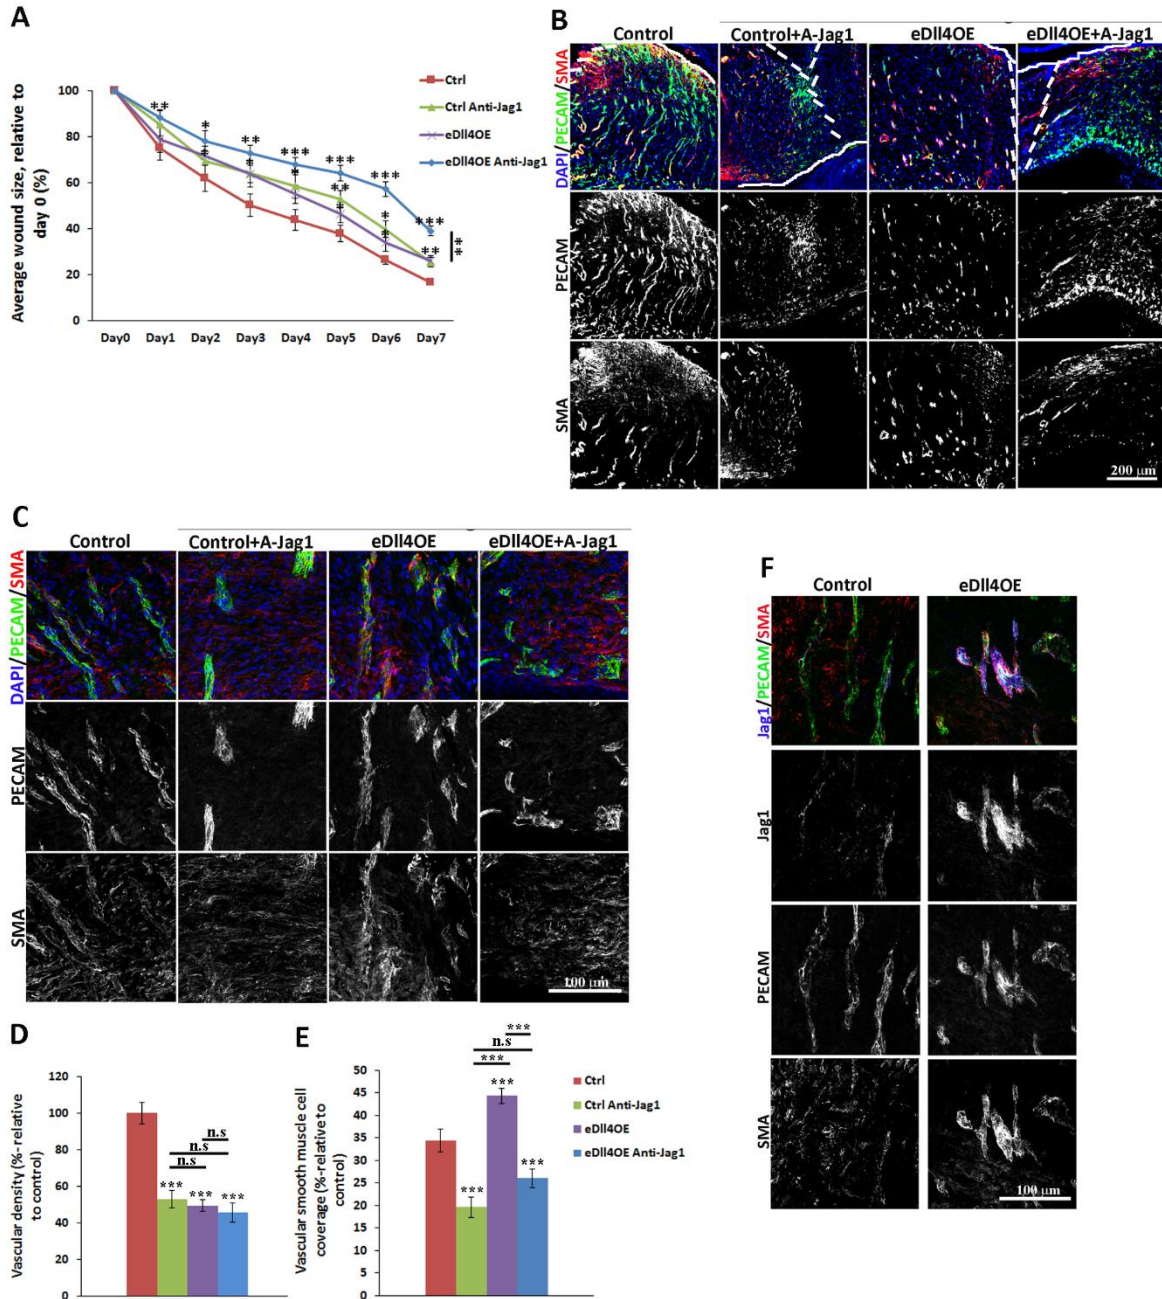 A
Average wound size, relative to
day 0 (%)
100
80
60
40
20
0
Day0 Day1 Day2 Day3 Day4 Day5 Day6 Day7
Ctrl
Ctrl Anti-Jag1
eDll4OE
eDll4OE Anti-Jag1
** * ** *** *** *** ***
* * * ** * **
* * *
**
B
Control Control+A-Jag1 eDll4OE eDll4OE+A-Jag1
DAPI/PECAM/SMA
PECAM
SMA
200 µm
C
Control Control+A-Jag1 eDll4OE eDll4OE+A-Jag1
DAPI/PECAM/SMA
PECAM
SMA
100 µm
D
Vascular density (%- relative
to control)
120
100
80
60
40
20
0
n.s
n.s
n.s
*** *** ***
E
Vascular smooth muscle cell
coverage (%-relative to
control)
50
45
40
35
30
25
20
15
10
5
0
***
n.s
***
***
***
***
Ctrl
Ctrl Anti-Jag1
eDll4OE
eDll4OE Anti-Jag1
F
Control eDll4OE
Jag1/PECAM/SMA
Jag1
PECAM
SMA
100 µm